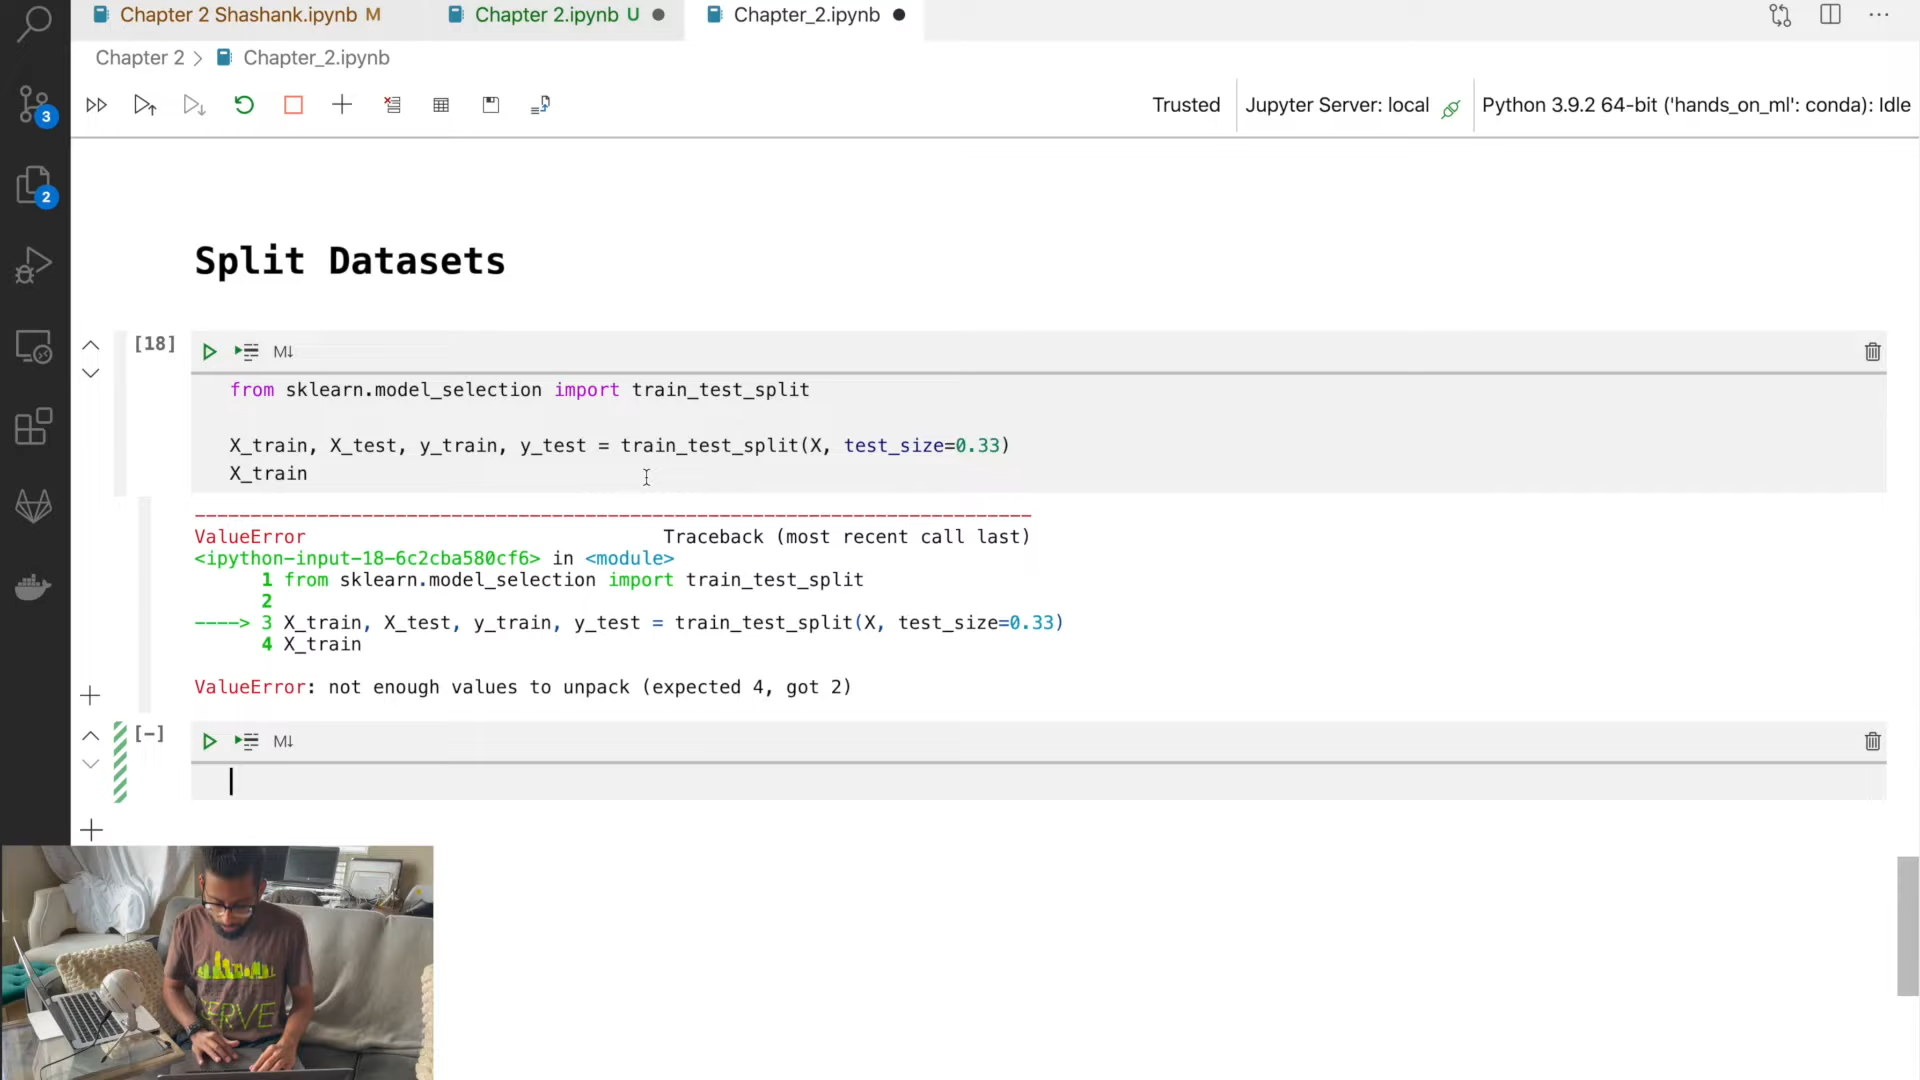 Chapter 2 Shashank.ipynb M
Chapter 2.ipynb U
Chapter_2.ipynb
Chapter 2 > Chapter_2.ipynb
3
2
Trusted
Jupyter Server: local
Python 3.9.2 64-bit ('hands_on_ml': conda): Idle
Split Datasets
[18]
M↓
from sklearn.model_selection import train_test_split
X_train, X_test, y_train, y_test = train_test_split(X, test_size=0.33)
X_train
---------------------------------------------------------------------------
ValueError Traceback (most recent call last)
<ipython-input-18-6c2cba580cf6> in <module>
1 from sklearn.model_selection import train_test_split
2
----> 3 X_train, X_test, y_train, y_test = train_test_split(X, test_size=0.33)
4 X_train
ValueError: not enough values to unpack (expected 4, got 2)
[-]
M↓
SERVE